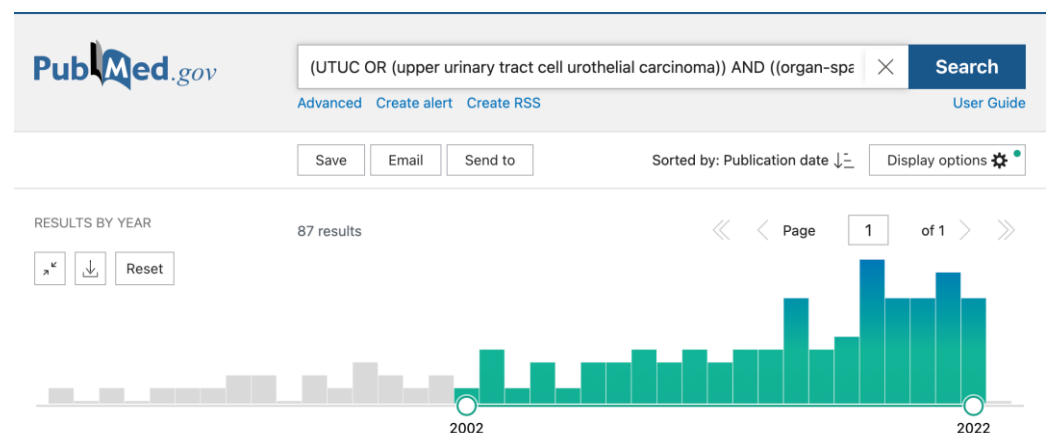 PubMed.gov
(UTUC OR (upper urinary tract cell urothelial carcinoma)) AND ((organ-spa
Search
Advanced Create alert Create RSS
User Guide
Save Email Send to
Sorted by: Publication date
Display options
RESULTS BY YEAR
87 results
Page 1 of 1
Reset
2002
2022